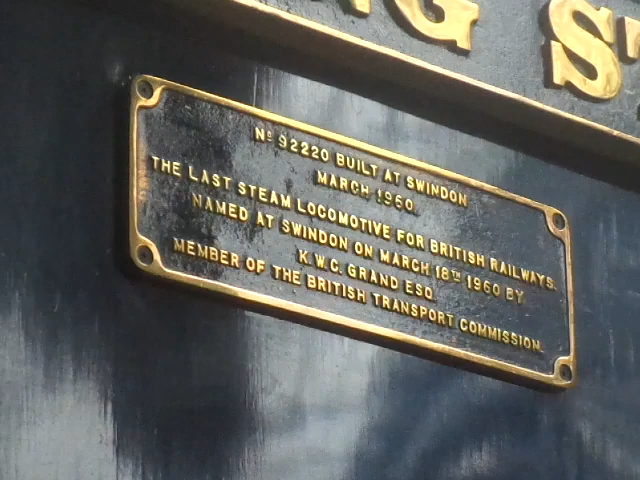 G S
Nº 92220 BUILT AT SWINDON
MARCH 1960.
THE LAST STEAM LOCOMOTIVE FOR BRITISH RAILWAYS.
NAMED AT SWINDON ON MARCH 18TH 1960 BY
K.W.C. GRAND ESQ.
MEMBER OF THE BRITISH TRANSPORT COMMISSION.